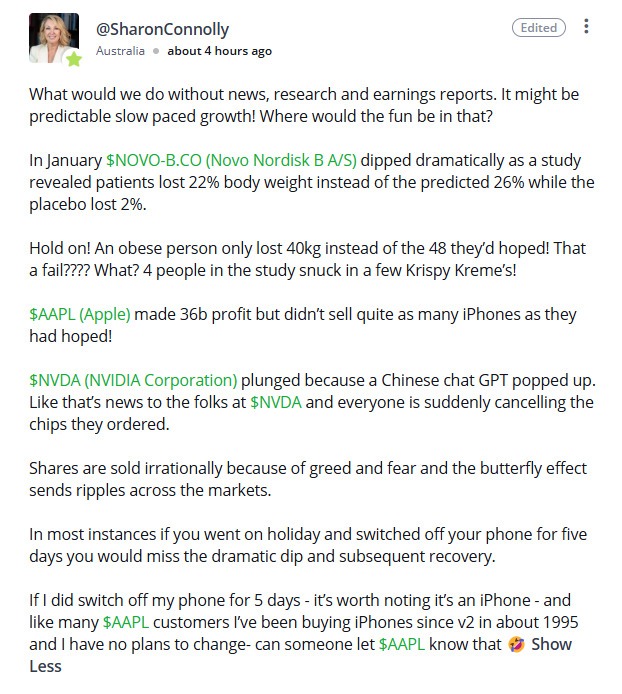 @SharonConnolly
Edited
Australia • about 4 hours ago
What would we do without news, research and earnings reports. It might be
predictable slow paced growth! Where would the fun be in that?
In January $NOVO-B.CO (Novo Nordisk B A/S) dipped dramatically as a study
revealed patients lost 22% body weight instead of the predicted 26% while the
placebo lost 2%.
Hold on! An obese person only lost 40kg instead of the 48 they’d hoped! That
a fail???? What? 4 people in the study snuck in a few Krispy Kreme’s!
$AAPL (Apple) made 36b profit but didn’t sell quite as many iPhones as they
had hoped!
$NVDA (NVIDIA Corporation) plunged because a Chinese chat GPT popped up.
Like that’s news to the folks at $NVDA and everyone is suddenly cancelling the
chips they ordered.
Shares are sold irrationally because of greed and fear and the butterfly effect
sends ripples across the markets.
In most instances if you went on holiday and switched off your phone for five
days you would miss the dramatic dip and subsequent recovery.
If I did switch off my phone for 5 days - it’s worth noting it’s an iPhone - and
like many $AAPL customers I’ve been buying iPhones since v2 in about 1995
and I have no plans to change- can someone let $AAPL know that 🤣 Show
Less